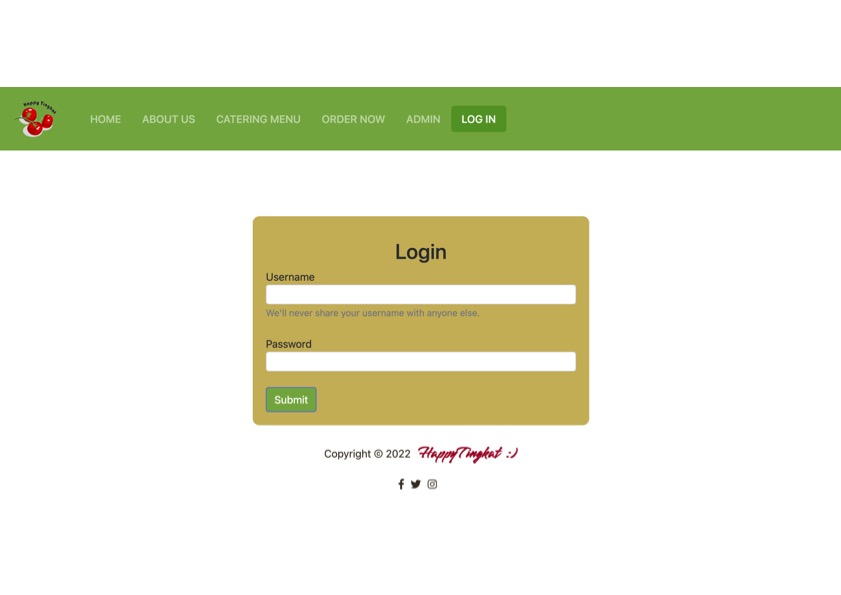 Happy Tingkat
HOME ABOUT US CATERING MENU ORDER NOW ADMIN LOG IN
Login
Username
We'll never share your username with anyone else.
Password
Submit
Copyright © 2022 HappyTingkat :)